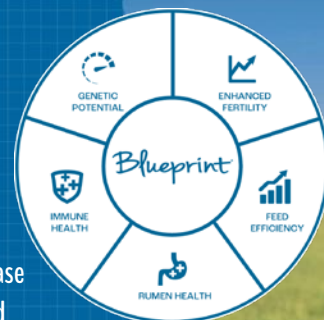 GENETIC
POTENTIAL
ENHANCED
FERTILITY
Blueprint
IMMUNE
HEALTH
FEED
EFFICIENCY
RUMEN HEALTH